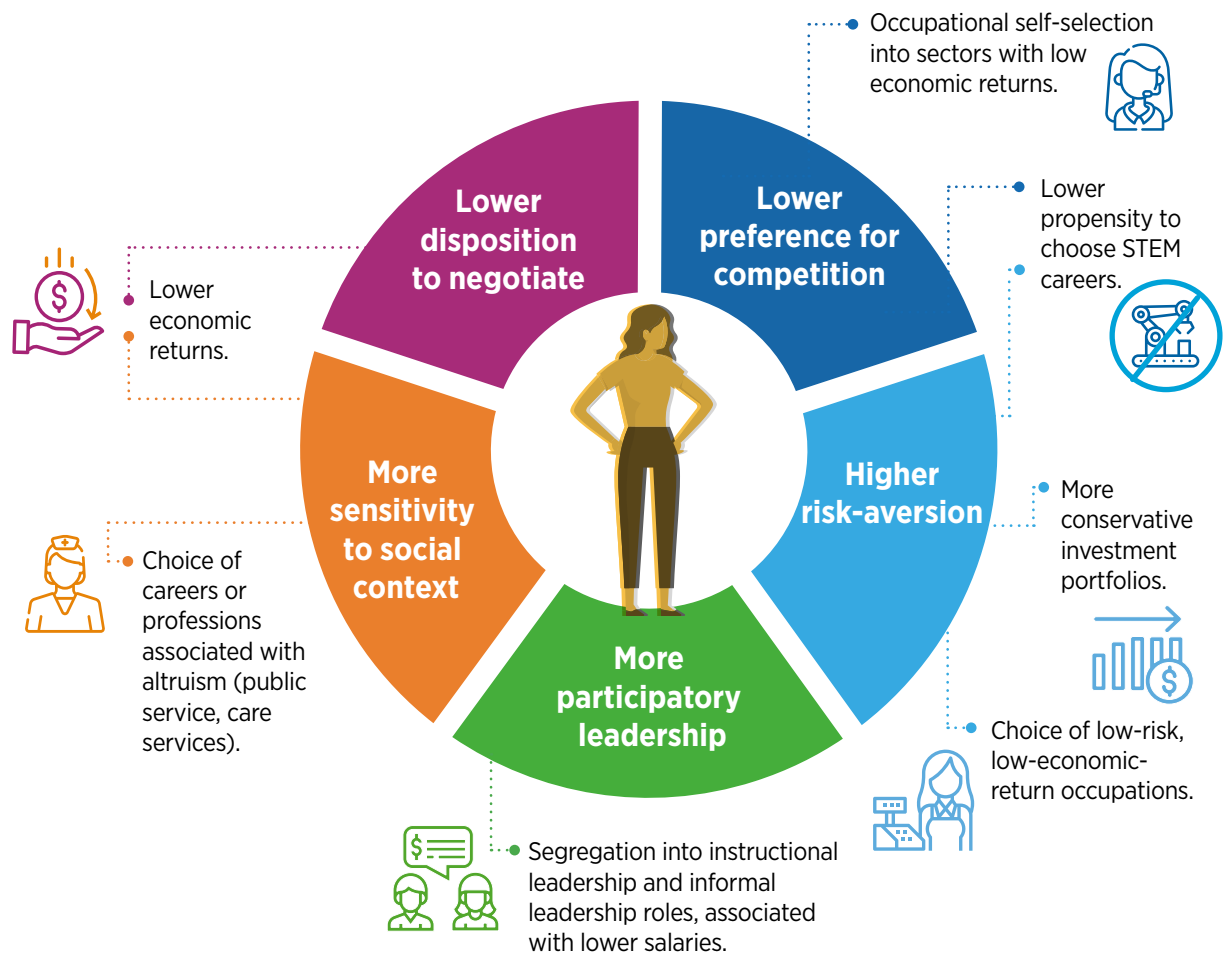 Occupational self-selection
into sectors with low
economic returns.
Lower
disposition
to negotiate
Lower
preference for
competition
Lower
propensity to
choose STEM
careers.
$
Lower
economic
returns.
More
sensitivity
to social
context
Higher
risk-aversion
More
conservative
investment
portfolios.
$
Choice of
careers or
professions
associated with
altruism (public
service, care
services).
More
participatory
leadership
Choice of low-risk,
low-economic-
return occupations.
$
Segregation into instructional
leadership and informal
leadership roles, associated
with lower salaries.